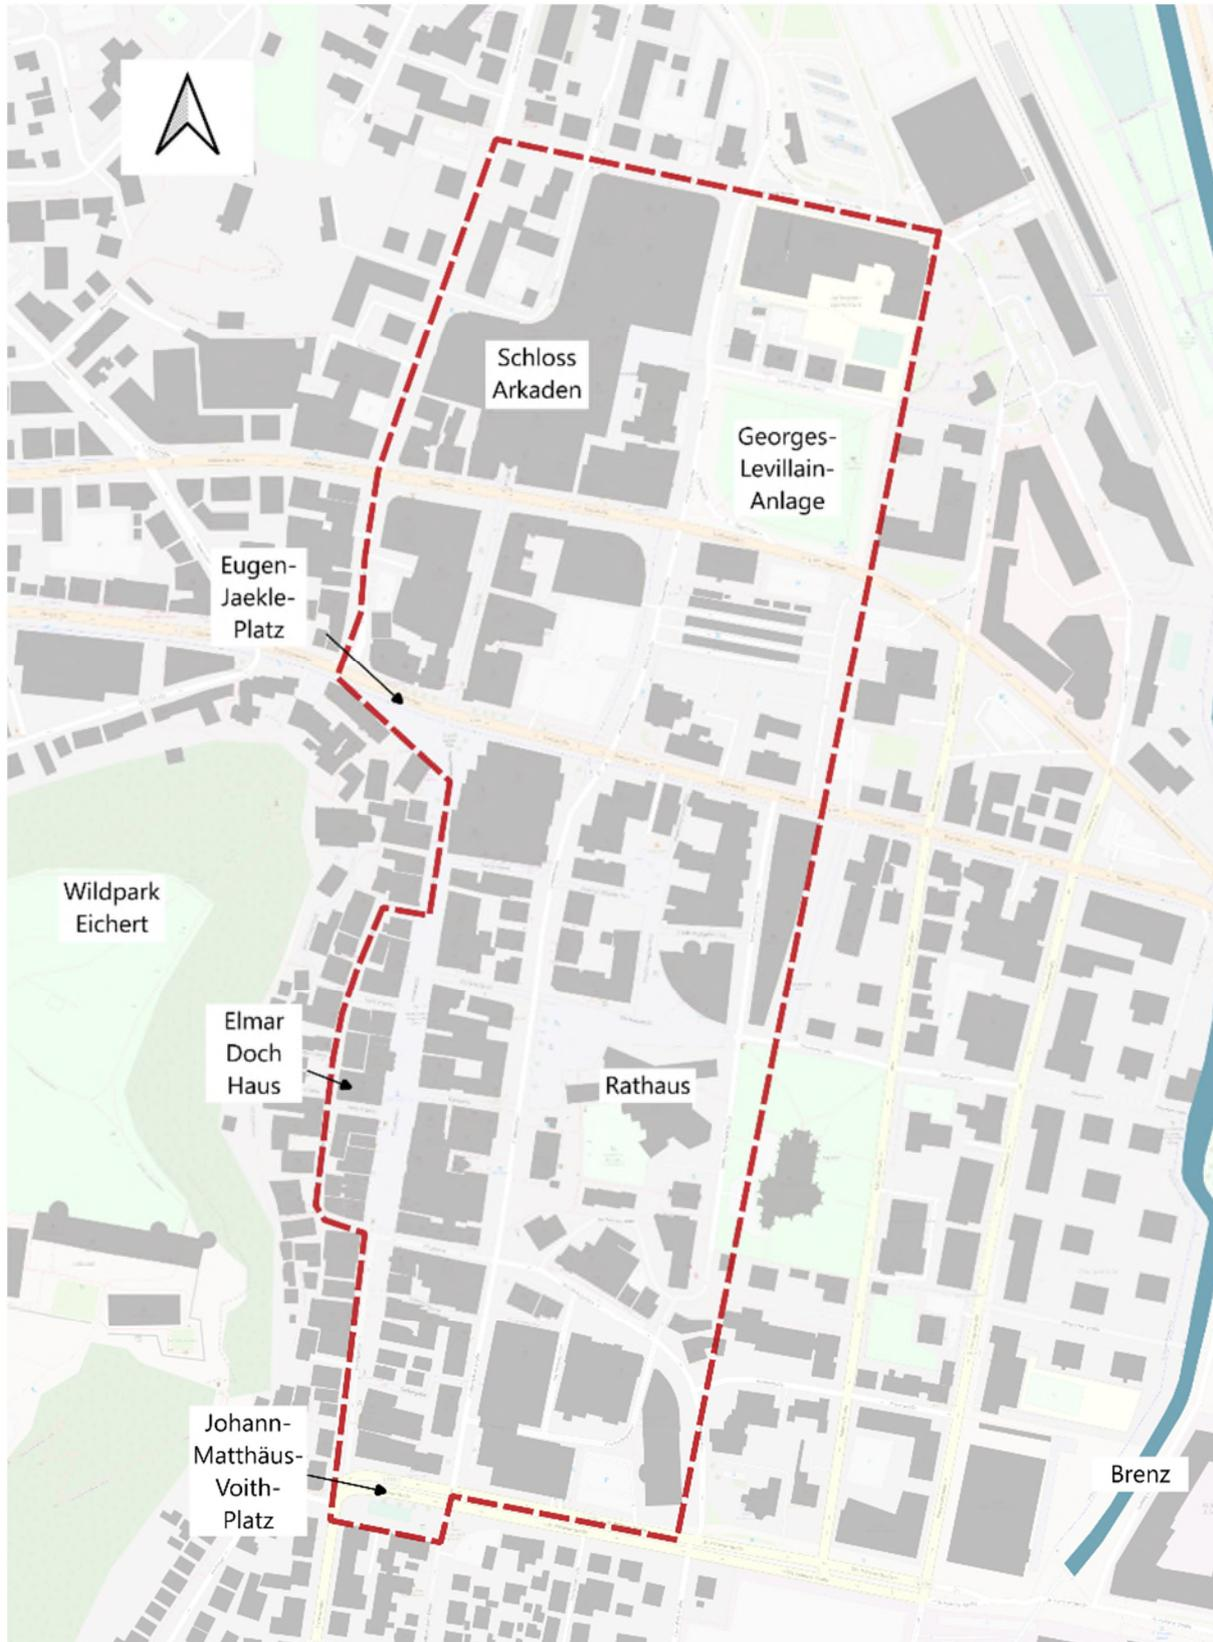 Schloss
Arkaden
Georges-
Levillain-
Anlage
Eugen-
Jaekle-
Platz
Wildpark
Eichert
Elmar
Doch
Haus
Rathaus
Johann-
Matthäus-
Voith-
Platz
Brenz